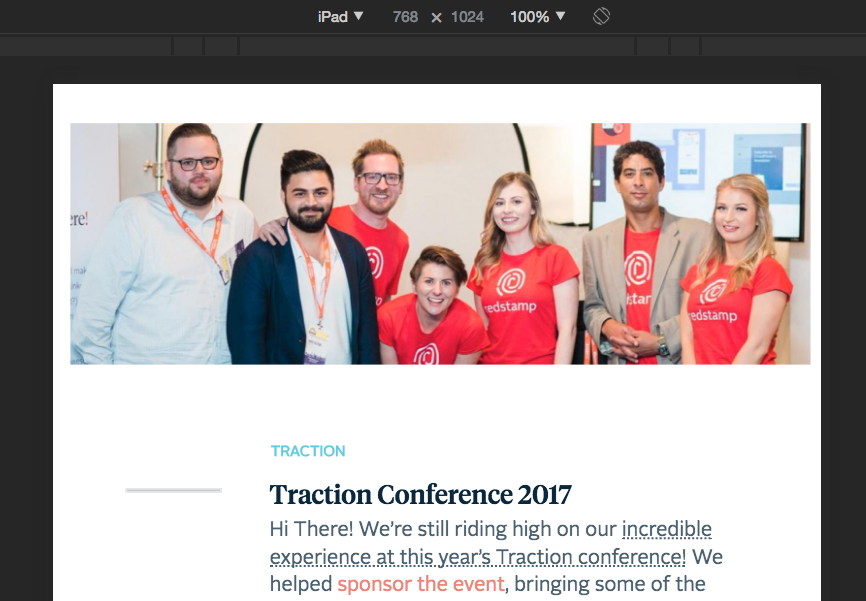 iPad ▼ 768 × 1024 100% ▼
ere!
redstamp
dstar
redstamp
TRACTION
Traction Conference 2017
Hi There! We’re still riding high on our incredible
experience at this year’s Traction conference! We
helped sponsor the event, bringing some of the